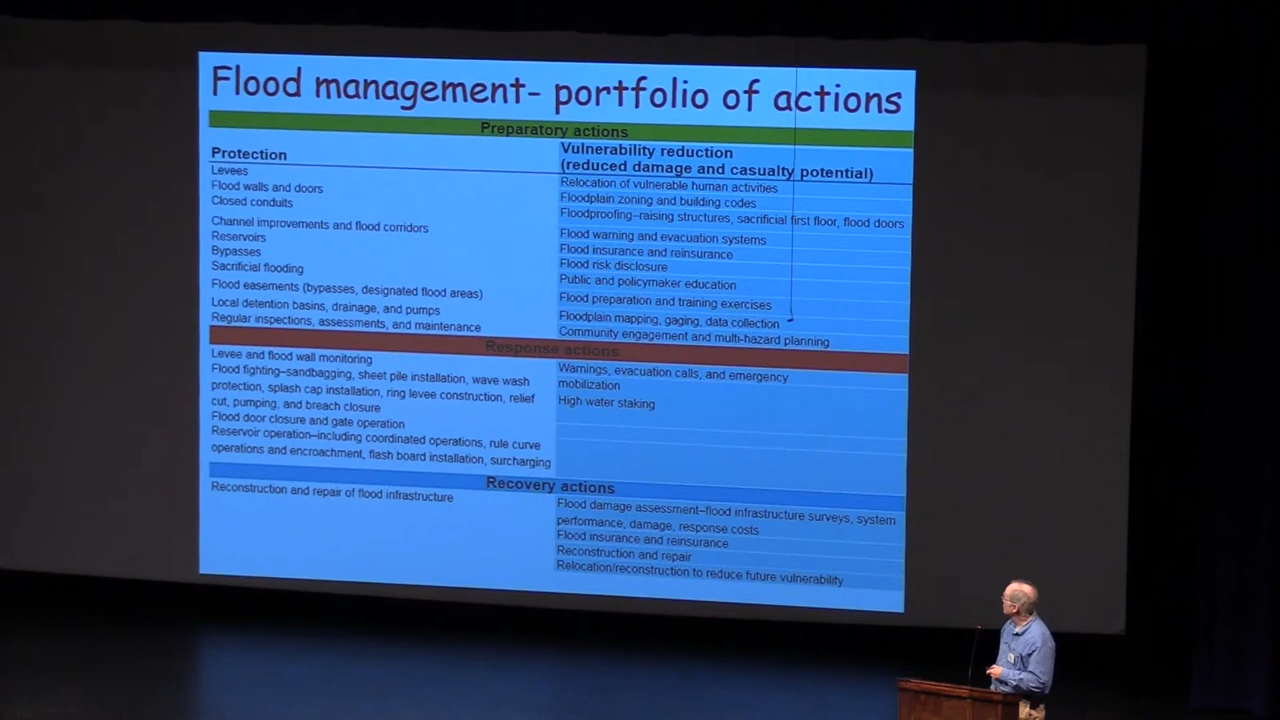 Flood management- portfolio of actions
Preparatory actions
Protection
Levees
Flood walls and doors
Closed conduits
Channel improvements and flood corridors
Reservoirs
Bypasses
Sacrificial flooding
Flood easements (bypasses, designated flood areas)
Local detention basins, drainage, and pumps
Regular inspections, assessments, and maintenance
Vulnerability reduction
(reduced damage and casualty potential)
Relocation of vulnerable human activities
Floodplain zoning and building codes
Floodproofing–raising structures, sacrificial first floor, flood doors
Flood warning and evacuation systems
Flood insurance and reinsurance
Flood risk disclosure
Public and policymaker education
Flood preparation and training exercises
Floodplain mapping, gaging, data collection
Community engagement and multi-hazard planning
Response actions
Levee and flood wall monitoring
Flood fighting–sandbagging, sheet pile installation, wave wash
protection, splash cap installation, ring levee construction, relief
cut, pumping, and breach closure
Flood door closure and gate operation
Reservoir operation–including coordinated operations, rule curve
operations and encroachment, flash board installation, surcharging
Warnings, evacuation calls, and emergency
mobilization
High water staking
Recovery actions
Reconstruction and repair of flood infrastructure
Flood damage assessment–flood infrastructure surveys, system
performance, damage, response costs
Flood insurance and reinsurance
Reconstruction and repair
Relocation/reconstruction to reduce future vulnerability